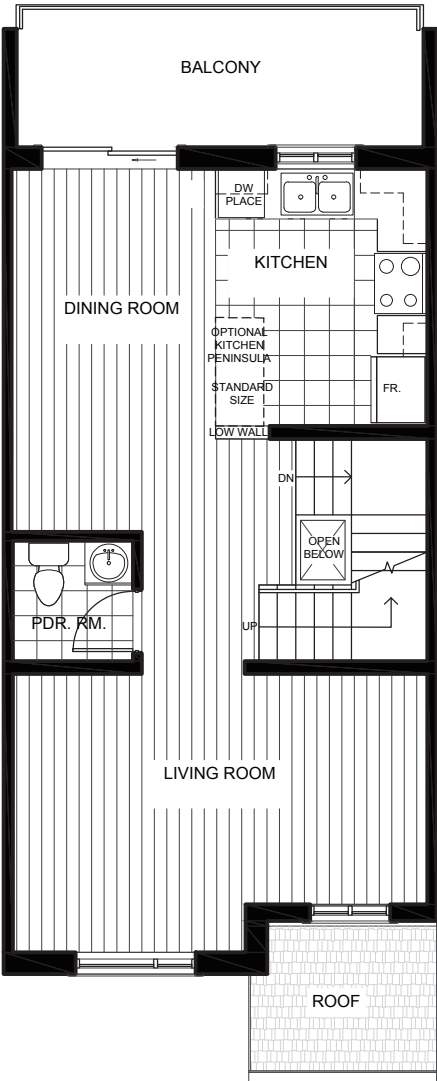 BALCONY
DW
PLACE
KITCHEN
DINING ROOM
OPTIONAL
KITCHEN
PENINSULA
STANDARD
SIZE
FR.
LOW WALL
DN
OPEN
BELOW
PDR. RM.
UP
LIVING ROOM
ROOF